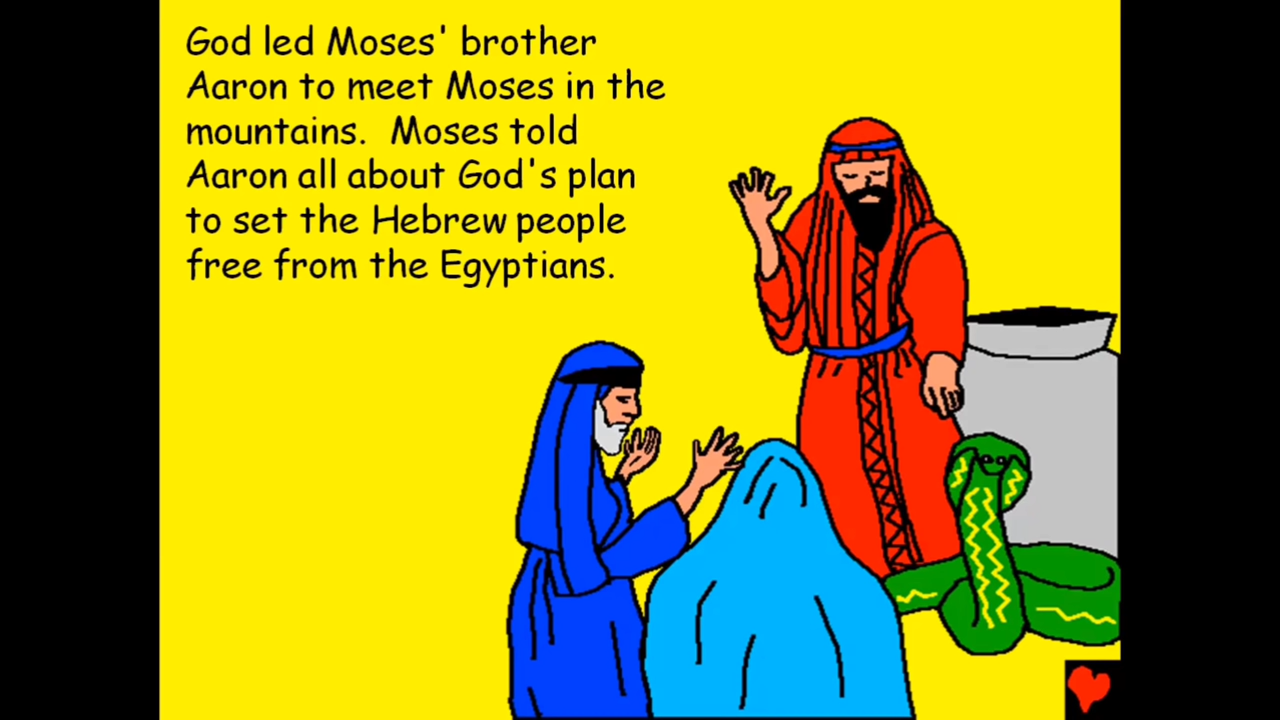 God led Moses' brother
Aaron to meet Moses in the
mountains.  Moses told
Aaron all about God's plan
to set the Hebrew people
free from the Egyptians.